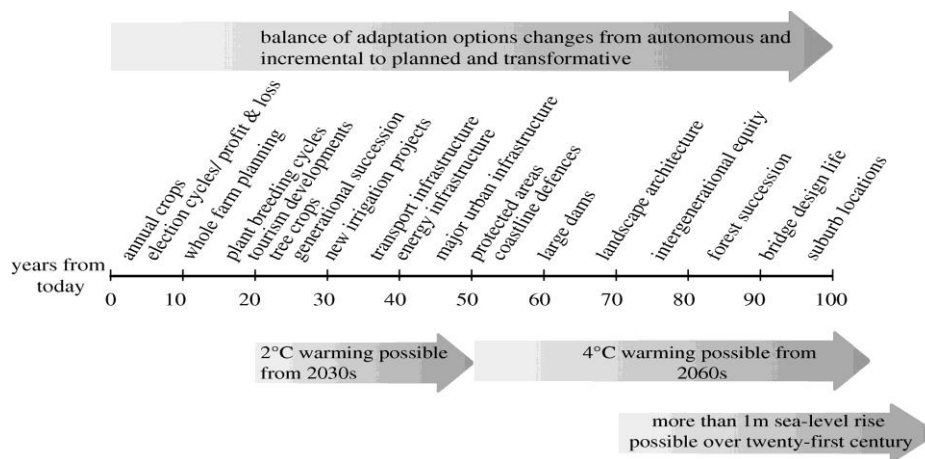 balance of adaptation options changes from autonomous and
incremental to planned and transformative
annual crops
election cycles/ profit & loss
whole farm planning
plant breeding cycles
tourism developments
tree crops
generational succession
new irrigation projects
transport infrastructure
energy infrastructure
major urban infrastructure
protected areas
coastline defences
large dams
landscape architecture
intergenerational equity
forest succession
bridge design life
suburb locations
years from
today
0 10 20 30 40 50 60 70 80 90 100
2°C warming possible
from 2030s
4°C warming possible from
2060s
more than 1m sea-level rise
possible over twenty-first century